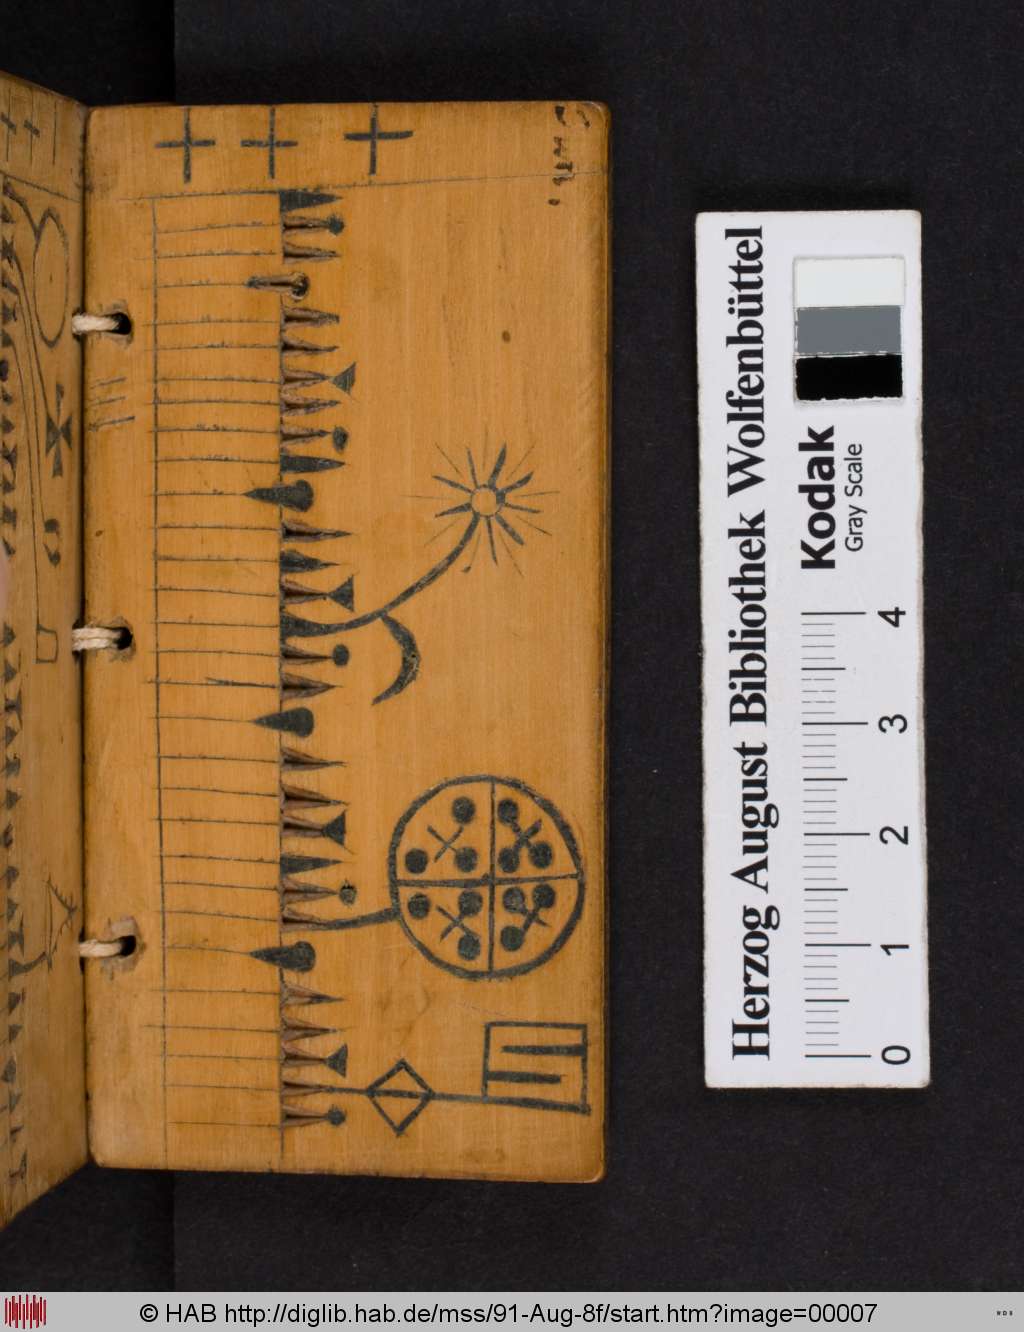 Herzog August Bibliothek Wolfenbüttel
Kodak
Gray Scale
0 1 2 3 4
© HAB http://diglib.hab.de/mss/91-Aug-8f/start.htm?image=00007